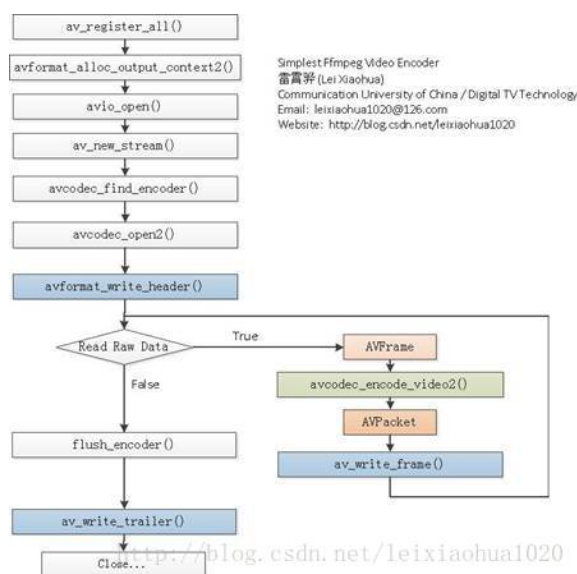 av_register_all()
avformat_alloc_output_context2()
avio_open()
av_new_stream()
avcodec_find_encoder()
avcodec_open2()
avformat_write_header()
Read Raw Data
True
False
AVFrame
avcodec_encode_video2()
AVPacket
av_write_frame()
flush_encoder()
av_write_trailer()
Close...
Simplest Ffmpeg Video Encoder
雷霄骅 (Lei Xiaohua)
Communication University of China / Digital TV Technology
Email: leixiaohua1020@126.com
Website: http://blog.csdn.net/leixiaohua1020
http://blog.csdn.net/leixiaohua1020